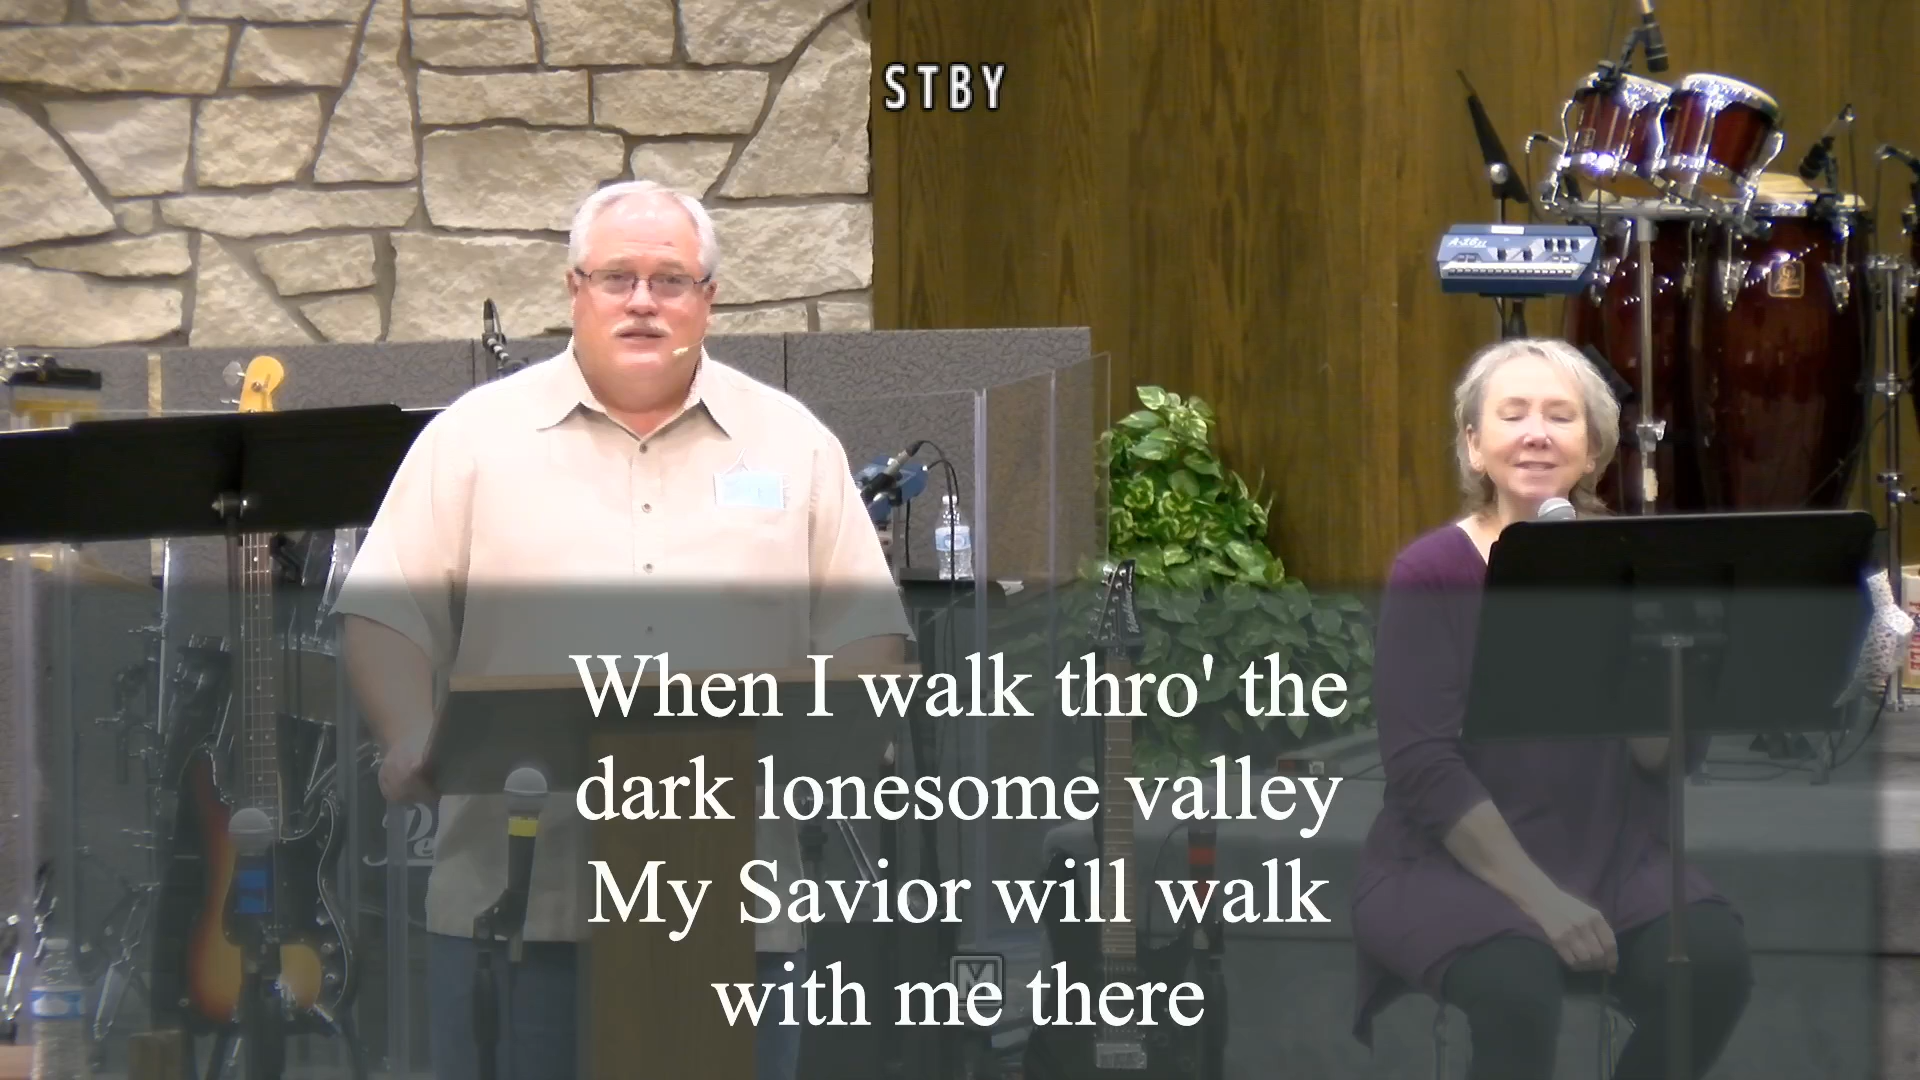 STBY
When I walk thro' the
dark lonesome valley
My Savior will walk
with me there